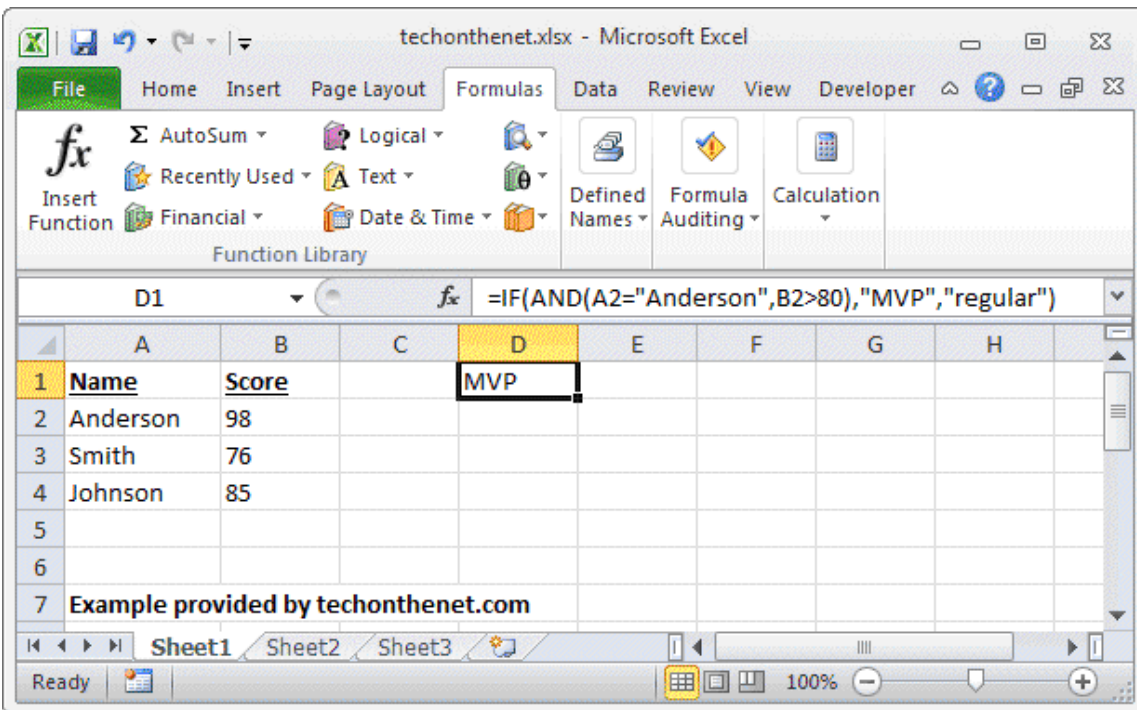 techonthenet.xlsx - Microsoft Excel
File Home Insert Page Layout Formulas Data Review View Developer
fx Insert Function
Σ AutoSum
Recently Used
Financial
Logical
A Text
Date & Time
θ
Defined Names
Formula Auditing
Calculation
Function Library
D1 fx =IF(AND(A2="Anderson",B2>80),"MVP","regular")
A B C D E F G H
1 Name Score MVP
2 Anderson 98
3 Smith 76
4 Johnson 85
5
6
7 Example provided by techonthenet.com
Sheet1 Sheet2 Sheet3
Ready 100%